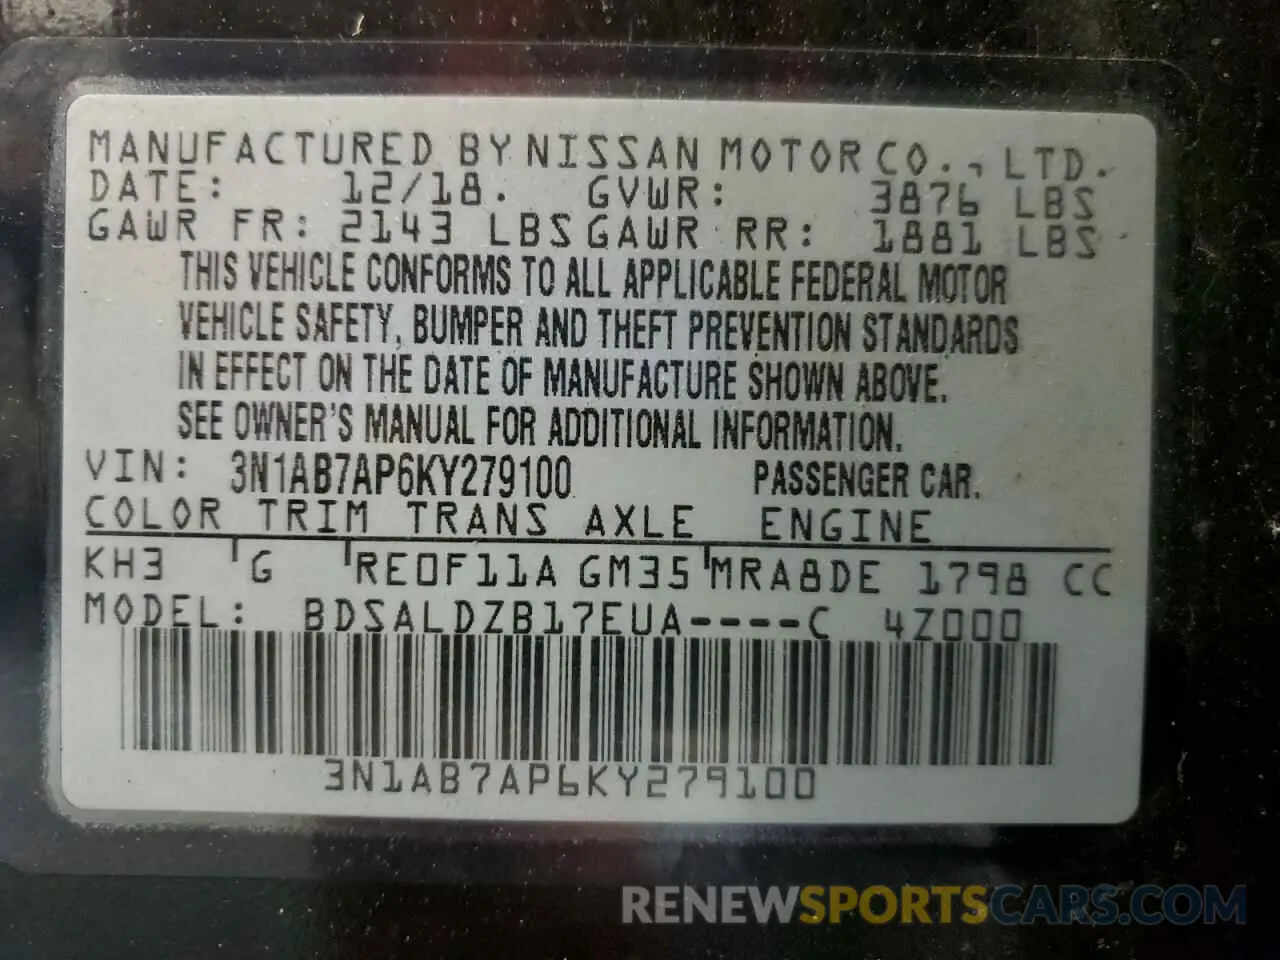 MANUFACTURED BY NISSAN MOTOR CO., LTD.
DATE: 12/18. GVWR: 3876 LBS
GAWR FR: 2143 LBS GAWR RR: 1881 LBS
THIS VEHICLE CONFORMS TO ALL APPLICABLE FEDERAL MOTOR
VEHICLE SAFETY, BUMPER AND THEFT PREVENTION STANDARDS
IN EFFECT ON THE DATE OF MANUFACTURE SHOWN ABOVE.
SEE OWNER'S MANUAL FOR ADDITIONAL INFORMATION.
VIN: 3N1AB7AP6KY279100 PASSENGER CAR.
COLOR TRIM TRANS AXLE ENGINE
KH3 G RE0F11A GM35 MRA8DE 1798 CC
MODEL: BDSALDZB17EUA----C 4Z000
3N1AB7AP6KY279100
RENEWSPORTSCARS.COM